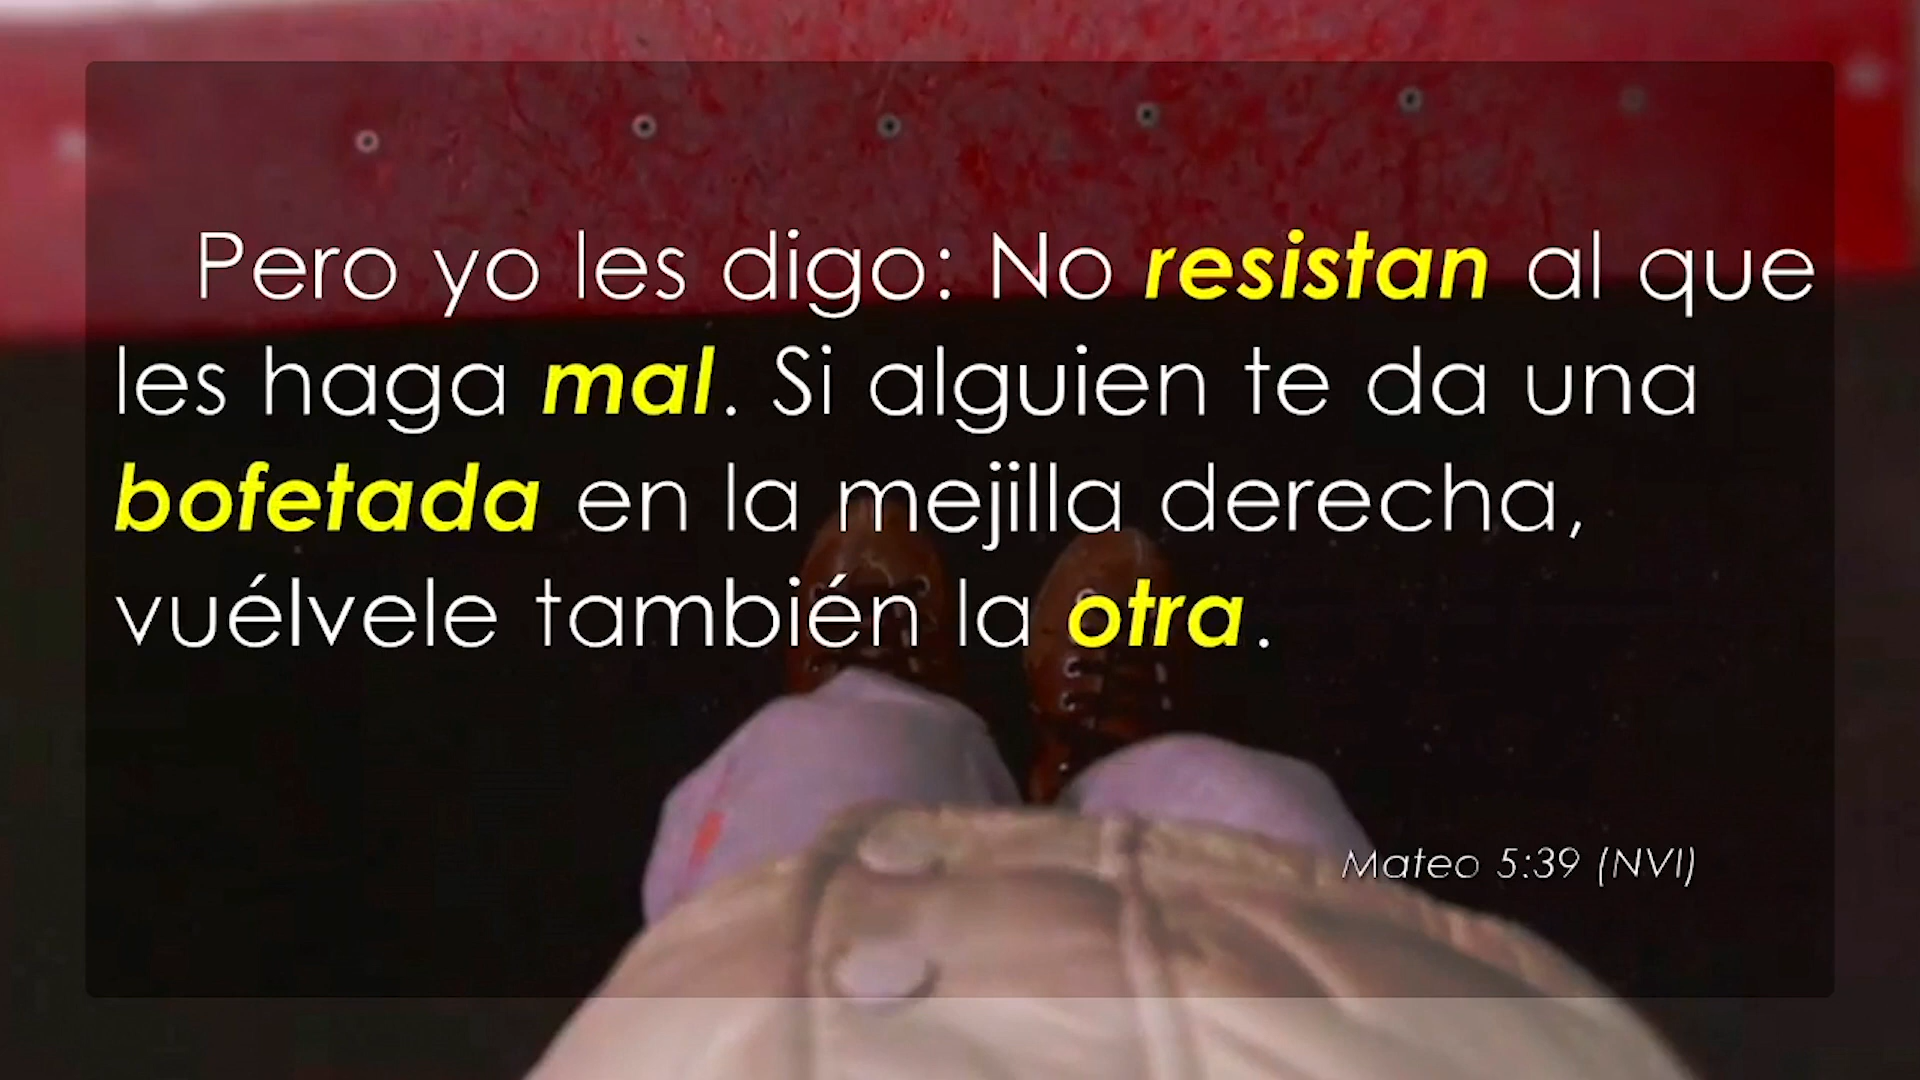 Pero yo les digo: No resistan al que
les haga mal. Si alguien te da una
bofetada en la mejilla derecha,
vuélvele también la otra.
Mateo 5:39 (NVI)